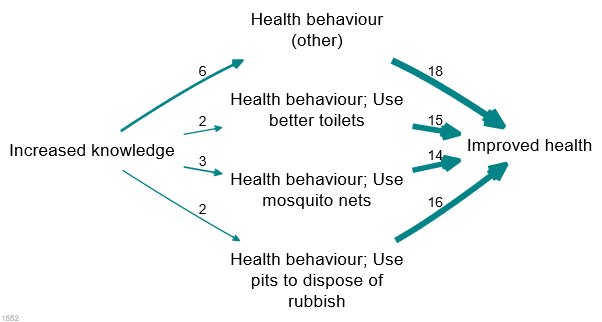 Health behaviour
(other)
6
18
Health behaviour; Use
better toilets
2
15
Increased knowledge
Improved health
3
14
Health behaviour; Use
mosquito nets
2
16
Health behaviour; Use
pits to dispose of
rubbish
1552